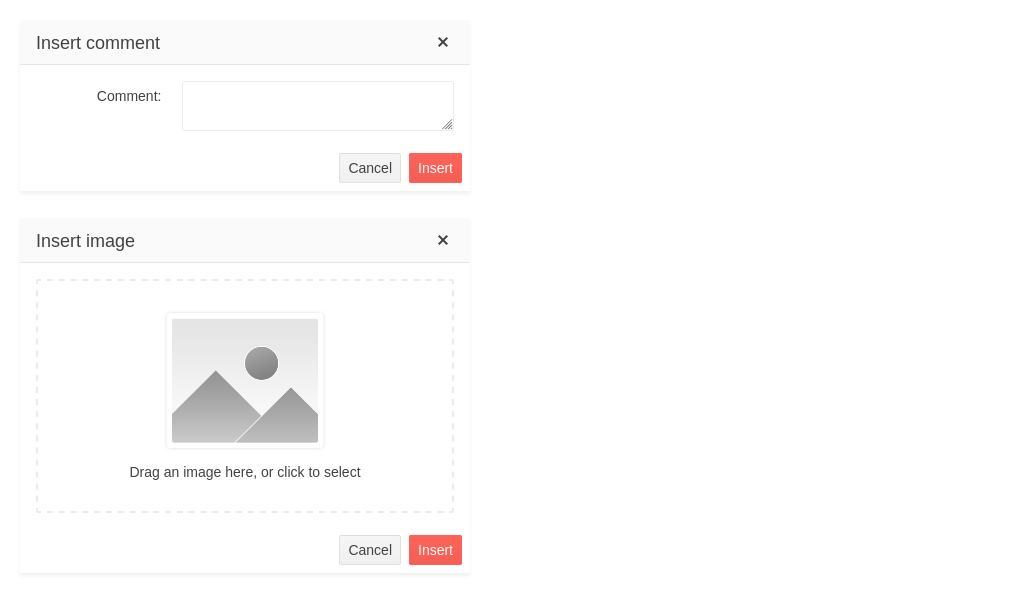 Insert comment
Comment:
Cancel Insert
Insert image
Drag an image here, or click to select
Cancel Insert